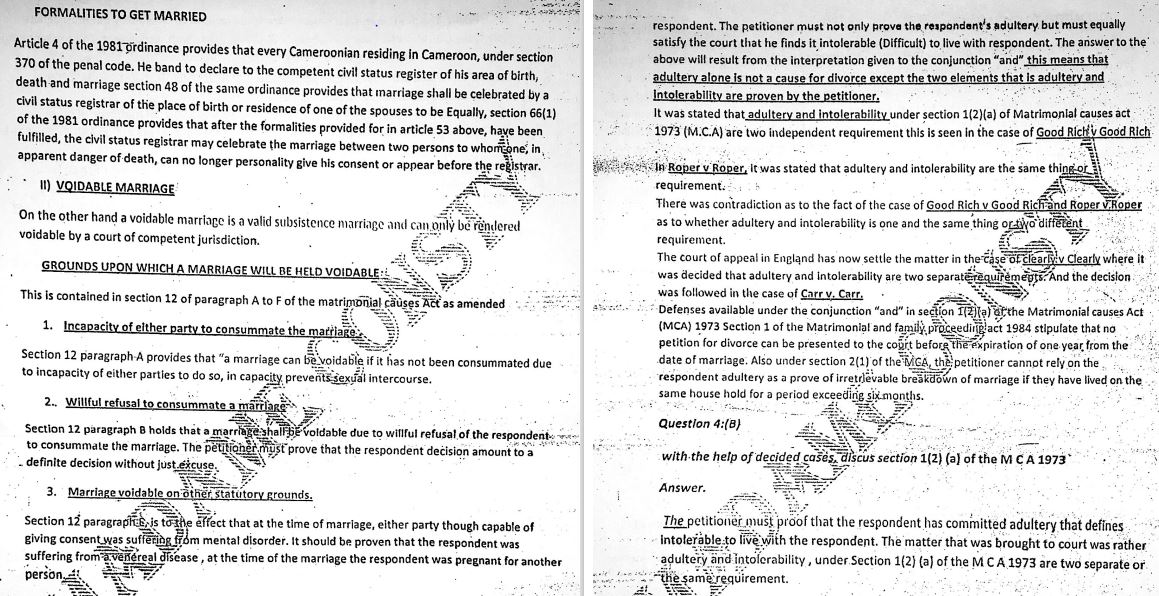 FORMALITIES TO GET MARRIED
Article 4 of the 1981 ordinance provides that every Cameroonian residing in Cameroon, under section
370 of the penal code. He band to declare to the competent civil status register of his area of birth,
death and marriage section 48 of the same ordinance provides that marriage shall be celebrated by a
civil status registrar of the place of birth or residence of one of the spouses to be Equally, section 66(1)
of the 1981 ordinance provides that after the formalities provided for in article 53 above, have been
fulfilled, the civil status registrar may celebrate the marriage between two persons to whom one, in
apparent danger of death, can no longer personality give his consent or appear before the registrar.
II) VOIDABLE MARRIAGE
On the other hand a voidable marriage is a valid subsistence marriage and can only be rendered
voidable by a court of competent jurisdiction.
GROUNDS UPON WHICH A MARRIAGE WILL BE HELD VOIDABLE:
This is contained in section 12 of paragraph A to F of the matrimonial causes Act as amended
1. Incapacity of either party to consummate the marriage.
Section 12 paragraph A provides that "a marriage can be voidable if it has not been consummated due
to incapacity of either parties to do so, in capacity prevents sexual intercourse.
2.. Willful refusal to consummate a marriage
Section 12 paragraph B holds that a marriage shall be voidable due to willful refusal of the respondent
to consummate the marriage. The petitioner must prove that the respondent decision amount to a
definite decision without just excuse.
3. Marriage voidable on other statutory grounds.
Section 12 paragraph E, is to the effect that at the time of marriage, either party though capable of
giving consent was suffering from mental disorder. It should be proven that the respondent was
suffering from a venereal disease , at the time of the marriage the respondent was pregnant for another
person.
respondent. The petitioner must not only prove the respondent's adultery but must equally
satisfy the court that he finds it intolerable (Difficult) to live with respondent. The answer to the
above will result from the interpretation given to the conjunction "and" this means that
adultery alone is not a cause for divorce except the two elements that is adultery and
Intolerability are proven by the petitioner.
It was stated that adultery and intolerability under section 1(2)(a) of Matrimonial causes act
1973 (M.C.A) are two independent requirement this is seen in the case of Good Rich v Good Rich
In Roper v Roper, it was stated that adultery and intolerability are the same thing or
requirement.
There was contradiction as to the fact of the case of Good Rich v Good Rich and Roper v Roper
as to whether adultery and intolerability is one and the same thing or two different
requirement.
The court of appeal in England has now settle the matter in the case of clearly v Clearly where it
was decided that adultery and intolerability are two separate requirements. And the decision
was followed in the case of Carr v. Carr.
Defenses available under the conjunction "and" in section 1(2)(a) of the Matrimonial causes Act
(MCA) 1973 Section 1 of the Matrimonial and family proceeding act 1984 stipulate that no
petition for divorce can be presented to the court before the expiration of one year from the
date of marriage. Also under section 2(1) of the MCA, the petitioner cannot rely on the
respondent adultery as a prove of irretrievable breakdown of marriage if they have lived on the
same house hold for a period exceeding six months.
Question 4:(B)
with the help of decided cases, discus section 1(2) (a) of the M C A 1973
Answer.
The petitioner must proof that the respondent has committed adultery that defines
intolerable to live with the respondent. The matter that was brought to court was rather
adultery and intolerability , under Section 1(2) (a) of the M C A 1973 are two separate or
the same requirement.